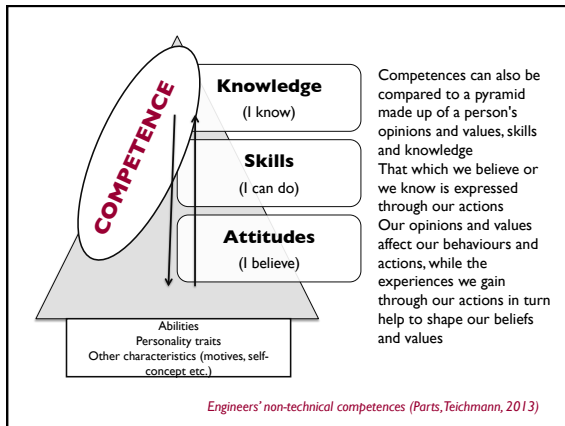 COMPETENCE
Knowledge
(I know)
Skills
(I can do)
Attitudes
(I believe)
Abilities
Personality traits
Other characteristics (motives, self-
concept etc.)
Competences can also be
compared to a pyramid
made up of a person's
opinions and values, skills
and knowledge
That which we believe or
we know is expressed
through our actions
Our opinions and values
affect our behaviours and
actions, while the
experiences we gain
through our actions in turn
help to shape our beliefs
and values
Engineers' non-technical competences (Parts, Teichmann, 2013)